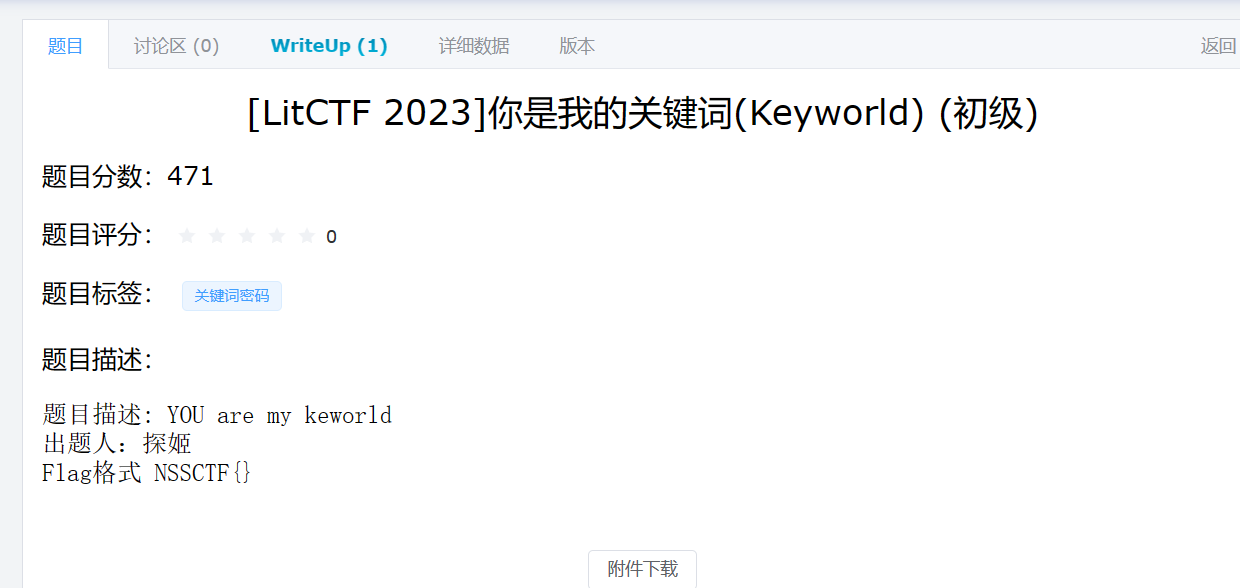 题目 讨论区 (0) WriteUp (1) 详细数据 版本 返回
[LitCTF 2023]你是我的关键词(Keyworld) (初级)
题目分数：471
题目评分： 0
题目标签： 关键词密码
题目描述：
题目描述: YOU are my keworld
出题人：探姬
Flag格式 NSSCTF{}
附件下载